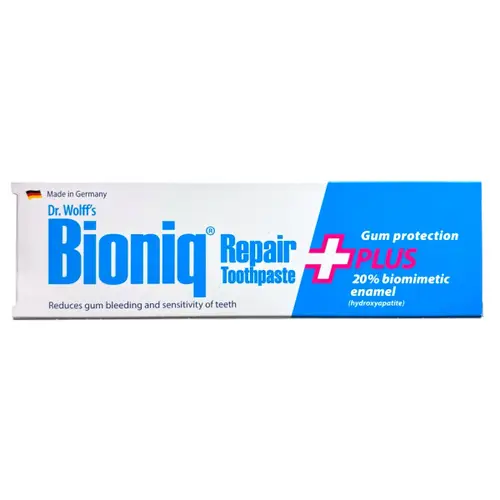 Made in Germany
Dr. Wolff's
Bioniq®
Repair
Toothpaste
Reduces gum bleeding and sensitivity of teeth
Gum protection
PLUS
20% biomimetic
enamel
(hydroxyapatite)